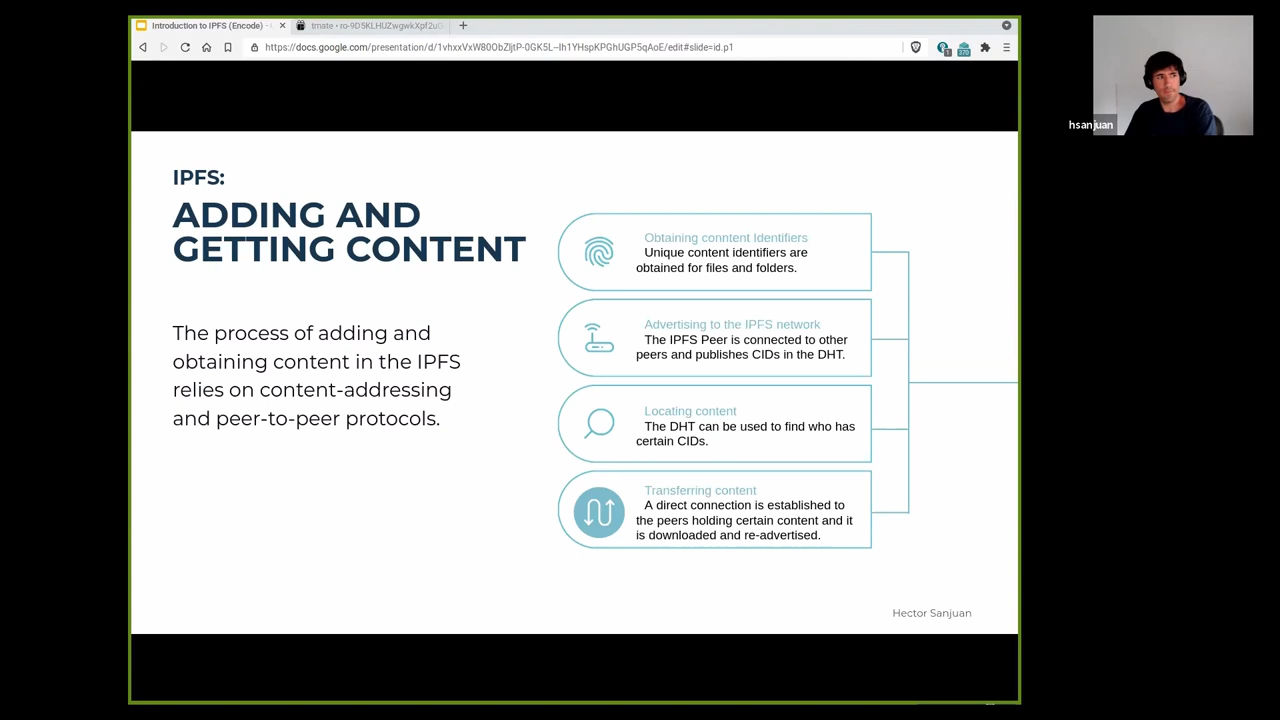 Introduction to IPFS (Encode) -
tmate • ro-9D5KLHUZwgwkXpf2uG
https://docs.google.com/presentation/d/1vhxxVxW80ObZljtP-0GK5L--Ih1YHspKPGhUGP5qAoE/edit#slide=id.p1
1
270
hsanjuan
IPFS:
ADDING AND
GETTING CONTENT
The process of adding and
obtaining content in the IPFS
relies on content-addressing
and peer-to-peer protocols.
Obtaining conntent Identifiers
Unique content identifiers are
obtained for files and folders.
Advertising to the IPFS network
The IPFS Peer is connected to other
peers and publishes CIDs in the DHT.
Locating content
The DHT can be used to find who has
certain CIDs.
Transferring content
A direct connection is established to
the peers holding certain content and it
is downloaded and re-advertised.
Hector Sanjuan